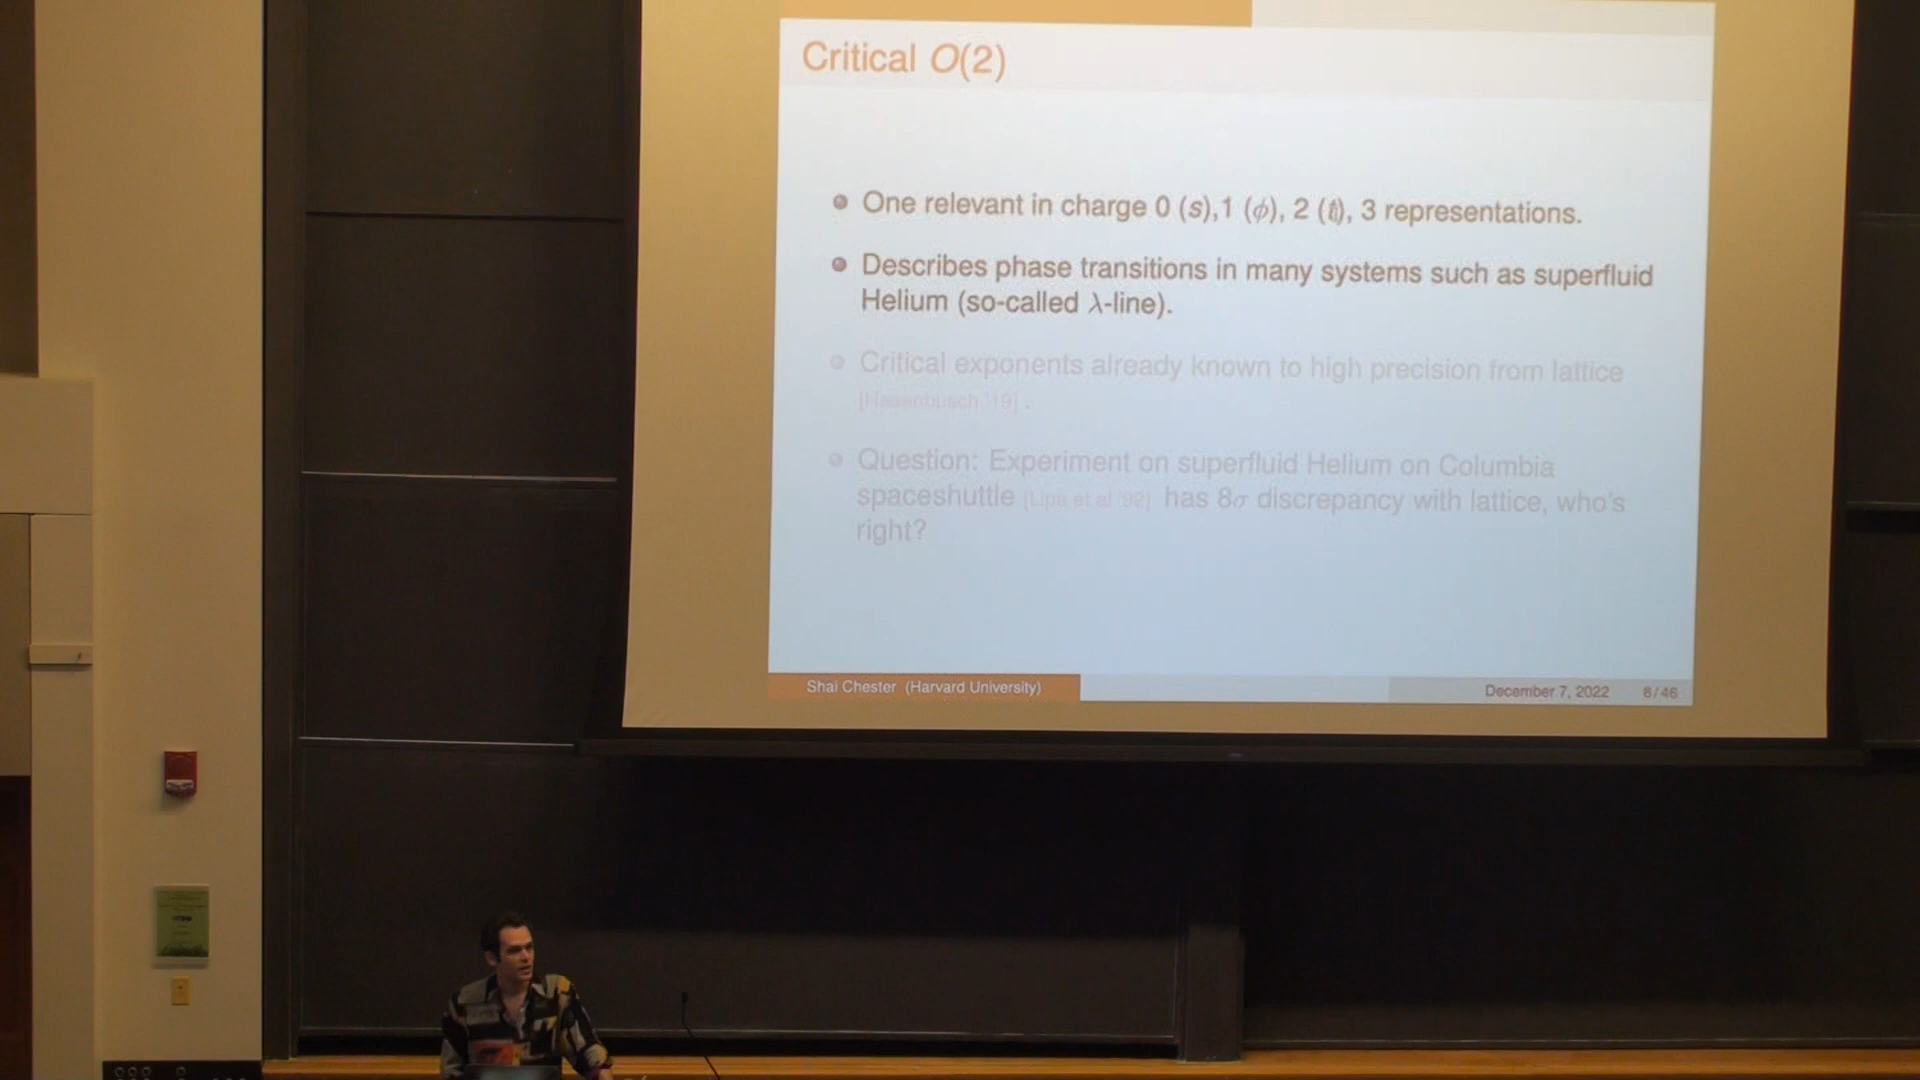 Critical O(2)
One relevant in charge 0 (s),1 (ϕ), 2 (t), 3 representations.
Describes phase transitions in many systems such as superfluid
Helium (so-called λ-line).
Critical exponents already known to high precision from lattice
[Hasenbusch '19] .
Question: Experiment on superfluid Helium on Columbia
spaceshuttle [Lipa et al '92] has 8σ discrepancy with lattice, who's
right?
Shai Chester (Harvard University)
December 7, 2022 8/46